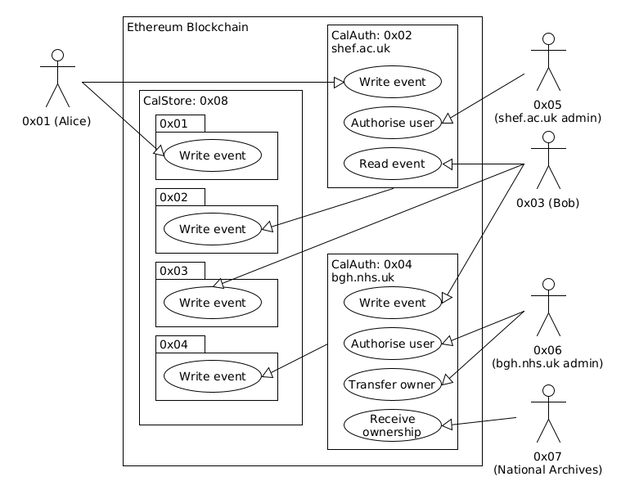 Ethereum Blockchain
CalAuth: 0x02
shef.ac.uk
Write event
Authorise user
Read event
0x01 (Alice)
CalStore: 0x08
0x01
Write event
0x02
Write event
0x03
Write event
0x04
Write event
CalAuth: 0x04
bgh.nhs.uk
Write event
Authorise user
Transfer owner
Receive
ownership
0x05
(shef.ac.uk admin)
0x03 (Bob)
0x06
(bgh.nhs.uk admin)
0x07
(National Archives)